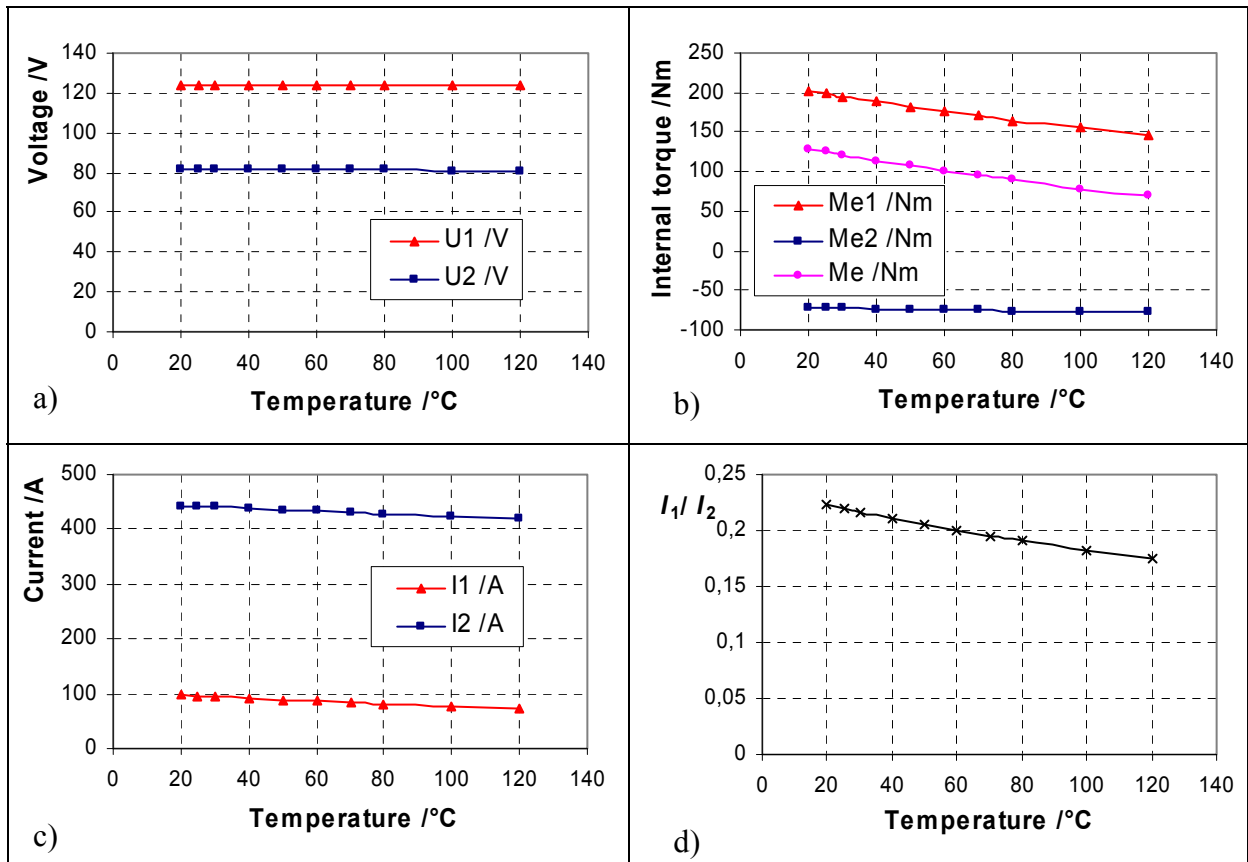 Voltage /V
140
120
100
80
60
40
20
0
U1 /V
U2 /V
0 20 40 60 80 100 120 140
Temperature /°C
a)
Internal torque /Nm
250
200
150
100
50
0
-50
-100
Me1 /Nm
Me2 /Nm
Me /Nm
0 20 40 60 80 100 120 140
Temperature /°C
b)
Current /A
500
400
300
200
100
0
I1 /A
I2 /A
0 20 40 60 80 100 120 140
Temperature /°C
c)
I1/ I2
0,25
0,2
0,15
0,1
0,05
0
0 20 40 60 80 100 120 140
Temperature /°C
d)